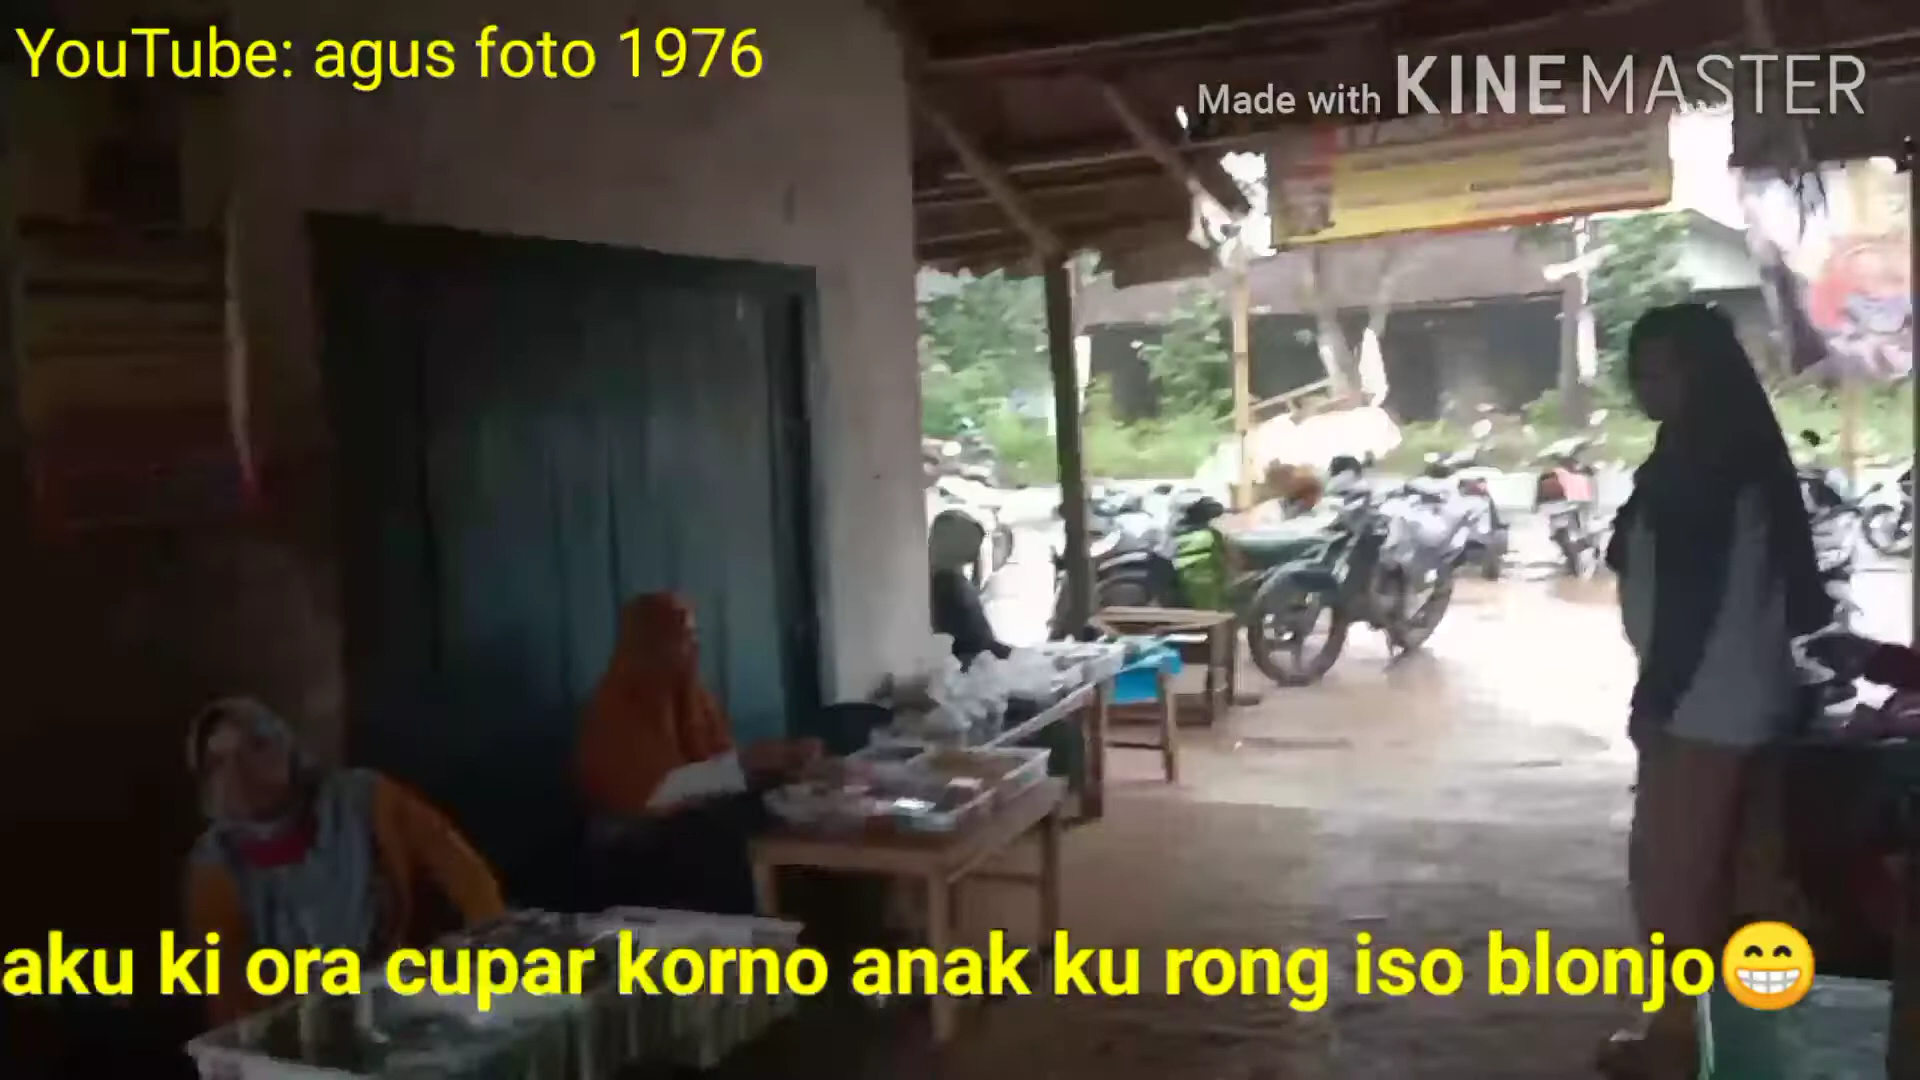 YouTube: agus foto 1976
Made with KINEMASTER
aku ki ora cupar korno anak ku rong iso blonjo😁